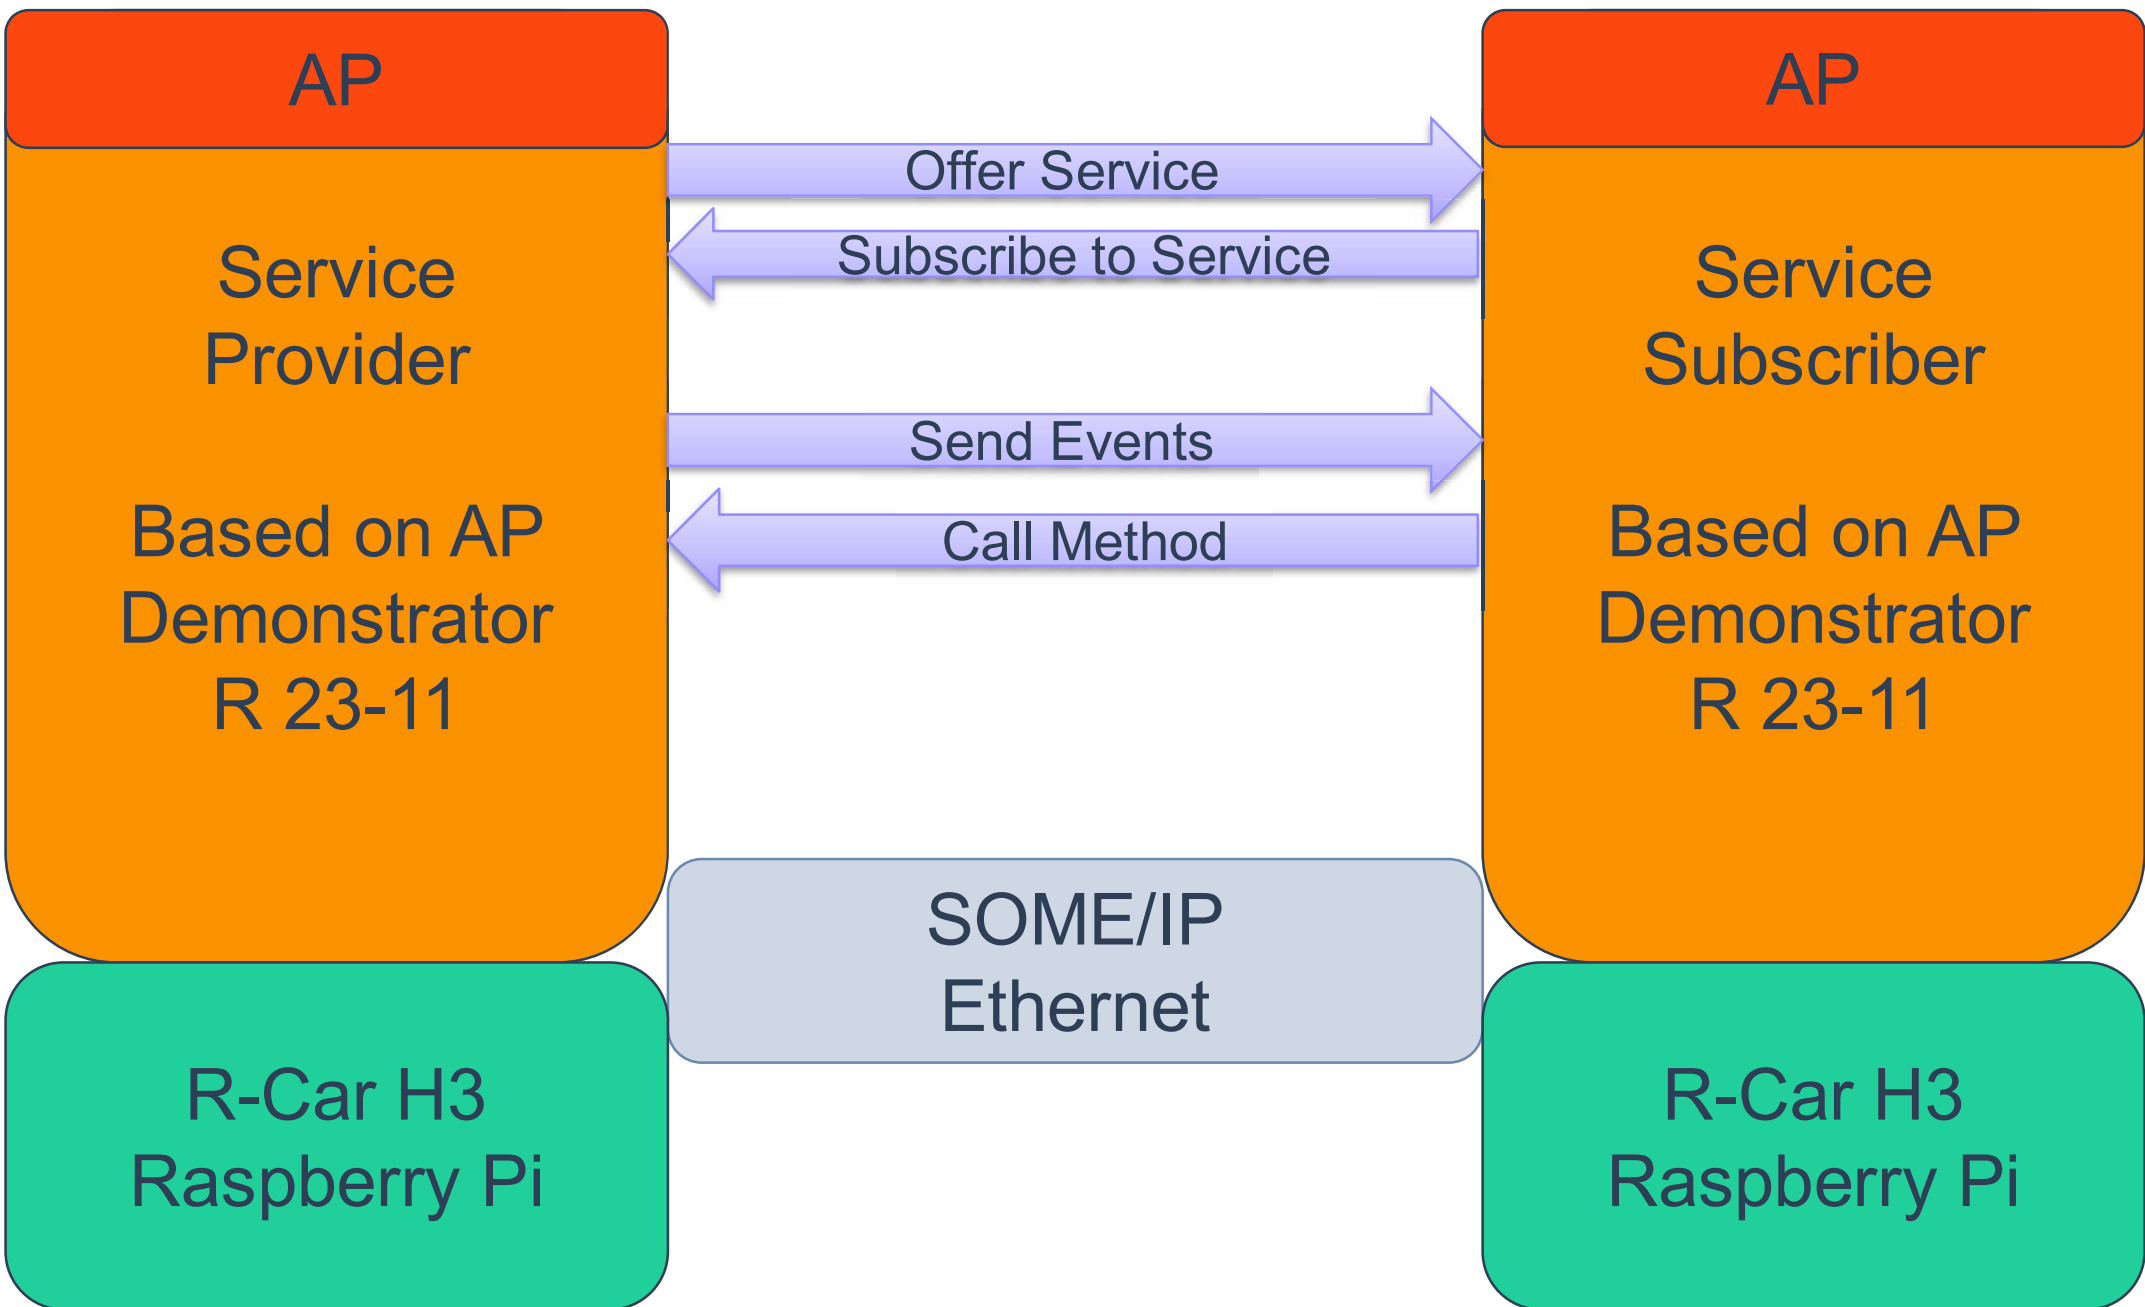 AP
Service
Provider
Based on AP
Demonstrator
R 23-11
R-Car H3
Raspberry Pi
Offer Service
Subscribe to Service
Send Events
Call Method
SOME/IP
Ethernet
AP
Service
Subscriber
Based on AP
Demonstrator
R 23-11
R-Car H3
Raspberry Pi